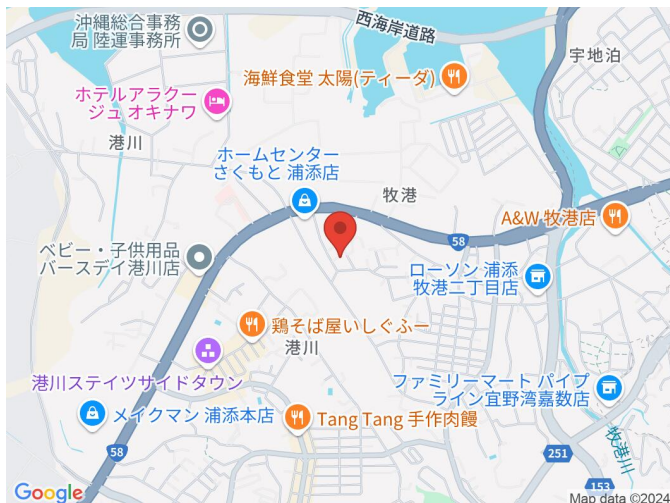 沖縄総合事務
局 陸運事務所
西海岸道路
宇地泊
海鮮食堂 太陽(ティーダ)
ホテルアラクー
ジュ オキナワ
港川
ホームセンター
さくもと 浦添店
牧港
A&W 牧港店
58
ベビー・子供用品
バースデイ港川店
ローソン 浦添
牧港二丁目店
鶏そば屋いしぐふー
港川
港川ステイツサイドタウン
ファミリーマート パイプ
ライン宜野湾嘉数店
メイクマン 浦添本店
Tang Tang 手作肉饅
牧港川
58
251
153
Google
Map data ©2024